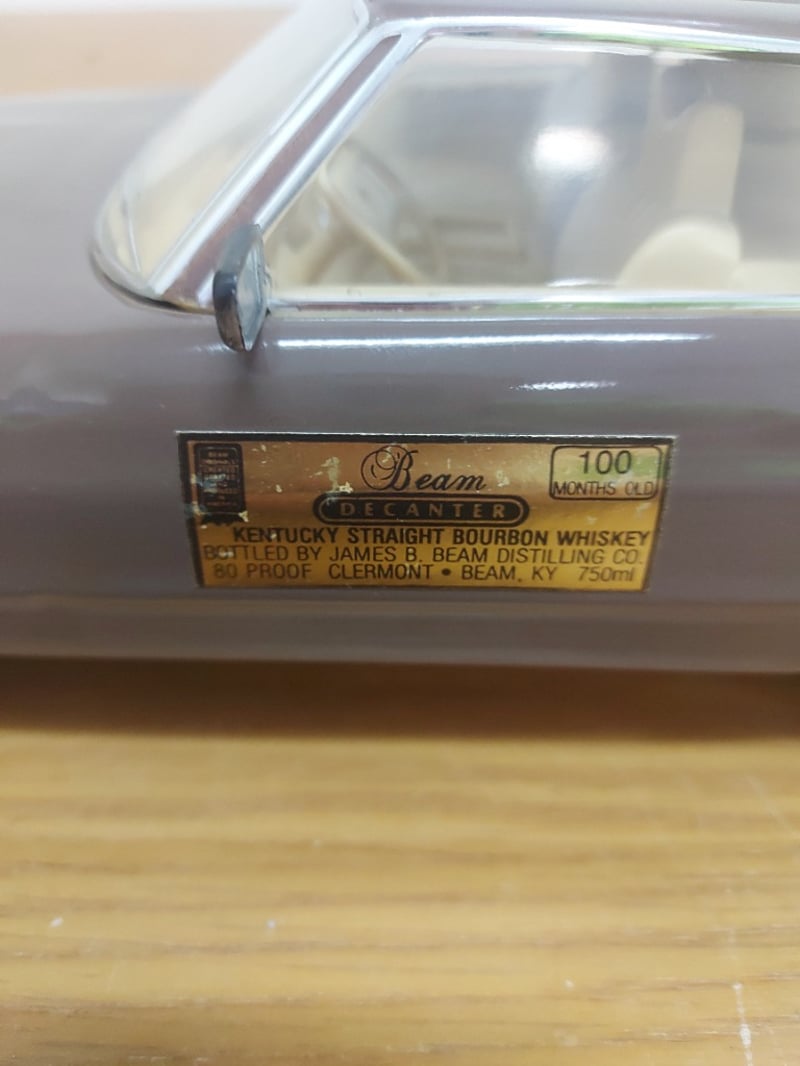 Beam
DECANTER
100
MONTHS OLD
KENTUCKY STRAIGHT BOURBON WHISKEY
BOTTLED BY JAMES B. BEAM DISTILLING CO.
80 PROOF CLERMONT • BEAM, KY 750ml